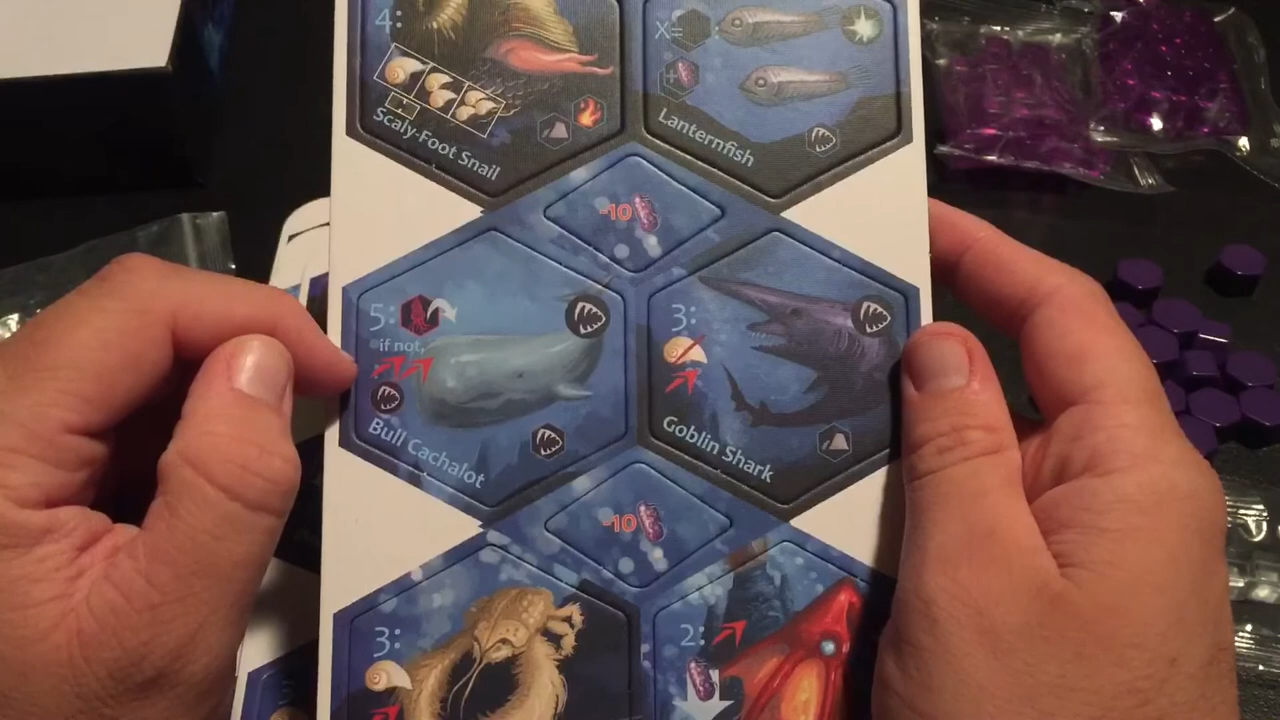 4:
Scaly-Foot Snail
X=
+
Lanternfish
-10
5:
if not,
Bull Cachalot
3:
Goblin Shark
-10
3:
2: